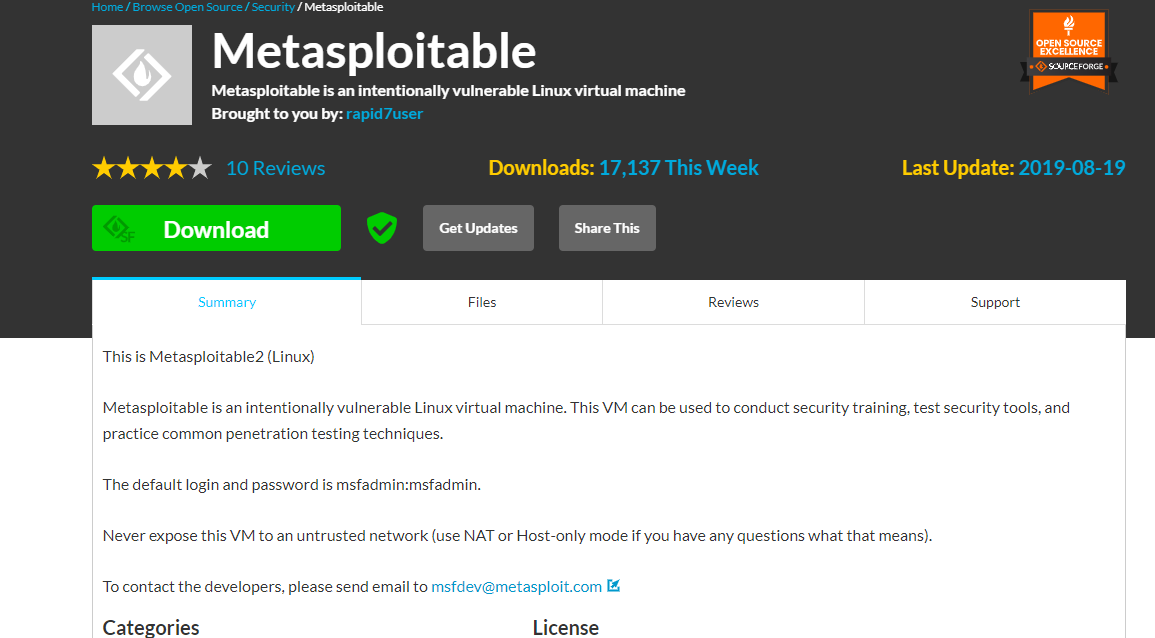 Home / Browse Open Source / Security / Metasploitable
Metasploitable
Metasploitable is an intentionally vulnerable Linux virtual machine
Brought to you by: rapid7user
OPEN SOURCE
EXCELLENCE
SOURCEFORGE
10 Reviews
Downloads: 17,137 This Week
Last Update: 2019-08-19
SF
Download
Get Updates
Share This
Summary
Files
Reviews
Support
This is Metasploitable2 (Linux)
Metasploitable is an intentionally vulnerable Linux virtual machine. This VM can be used to conduct security training, test security tools, and
practice common penetration testing techniques.
The default login and password is msfadmin:msfadmin.
Never expose this VM to an untrusted network (use NAT or Host-only mode if you have any questions what that means).
To contact the developers, please send email to msfdev@metasploit.com
Categories
License